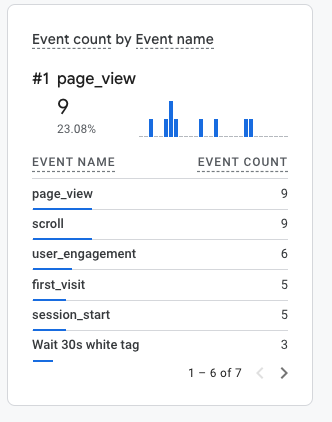 Event count by Event name
#1 page_view
9
23.08%
EVENT NAME EVENT COUNT
page_view 9
scroll 9
user_engagement 6
first_visit 5
session_start 5
Wait 30s white tag 3
1 – 6 of 7